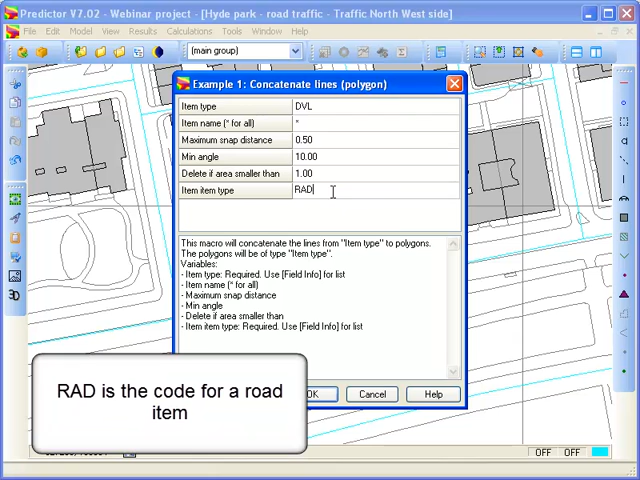 Predictor V7.02 - Webinar project - [Hyde park - road traffic - Traffic North West side]
File Edit Model View Results Calculations Tools Window Help
(main group)
Example 1: Concatenate lines (polygon)
Item type DVL
Item name (* for all) *
Maximum snap distance 0.50
Min angle 10.00
Delete if area smaller than 1.00
Item item type RAD
This macro will concatenate the lines from "Item type" to polygons.
The polygons will be of type "Item type".
Variables:
- Item type: Required. Use [Field Info] for list
- Item name (* for all)
- Maximum snap distance
- Min angle
- Delete if area smaller than
- Item item type: Required. Use [Field Info] for list
RAD is the code for a road
item
OK Cancel Help
OFF OFF